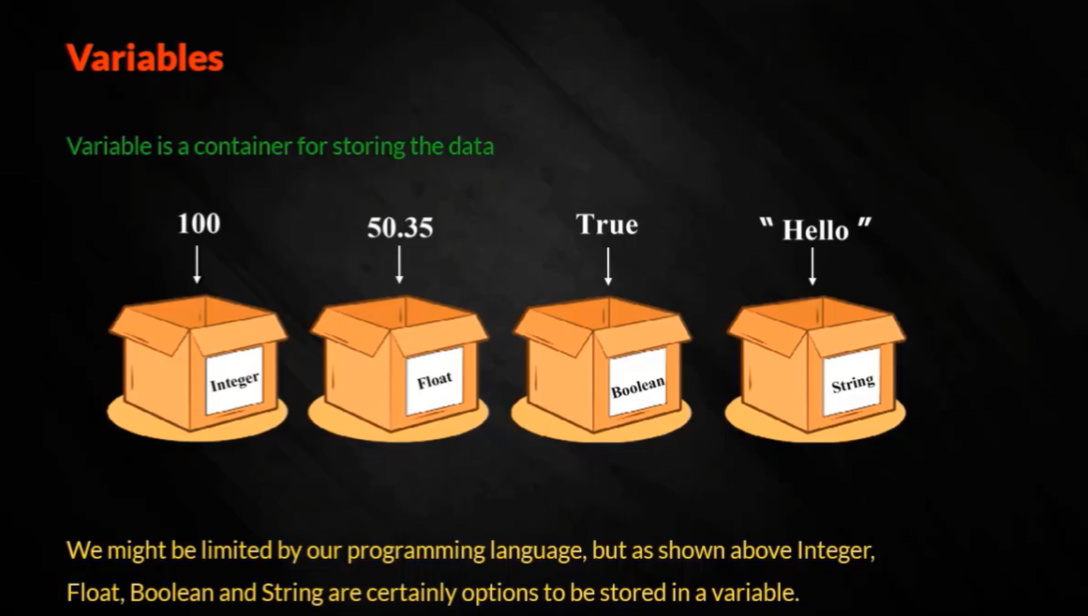 Variables
Variable is a container for storing the data
100 50.35 True " Hello "
Integer Float Boolean String
We might be limited by our programming language, but as shown above Integer,
Float, Boolean and String are certainly options to be stored in a variable.